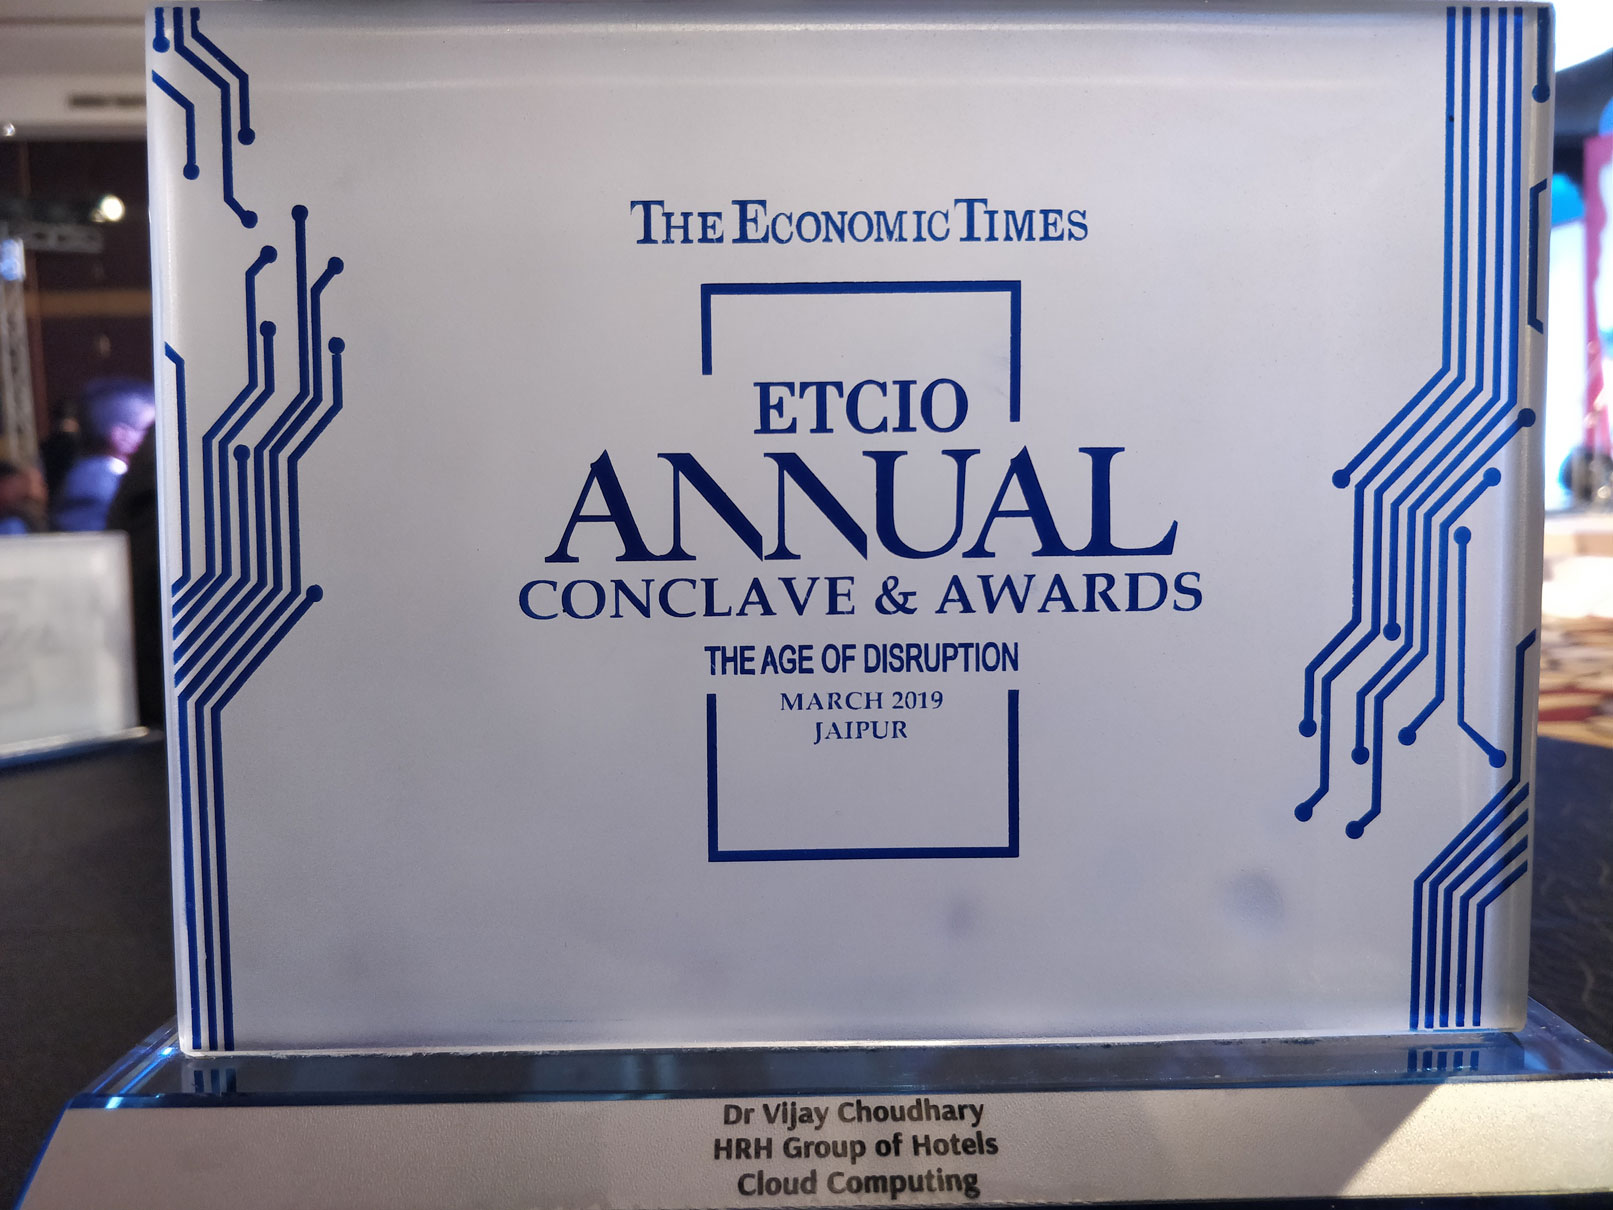 THE ECONOMIC TIMES
ETCIO
ANNUAL
CONCLAVE & AWARDS
THE AGE OF DISRUPTION
MARCH 2019
JAIPUR
Dr Vijay Choudhary
HRH Group of Hotels
Cloud Computing